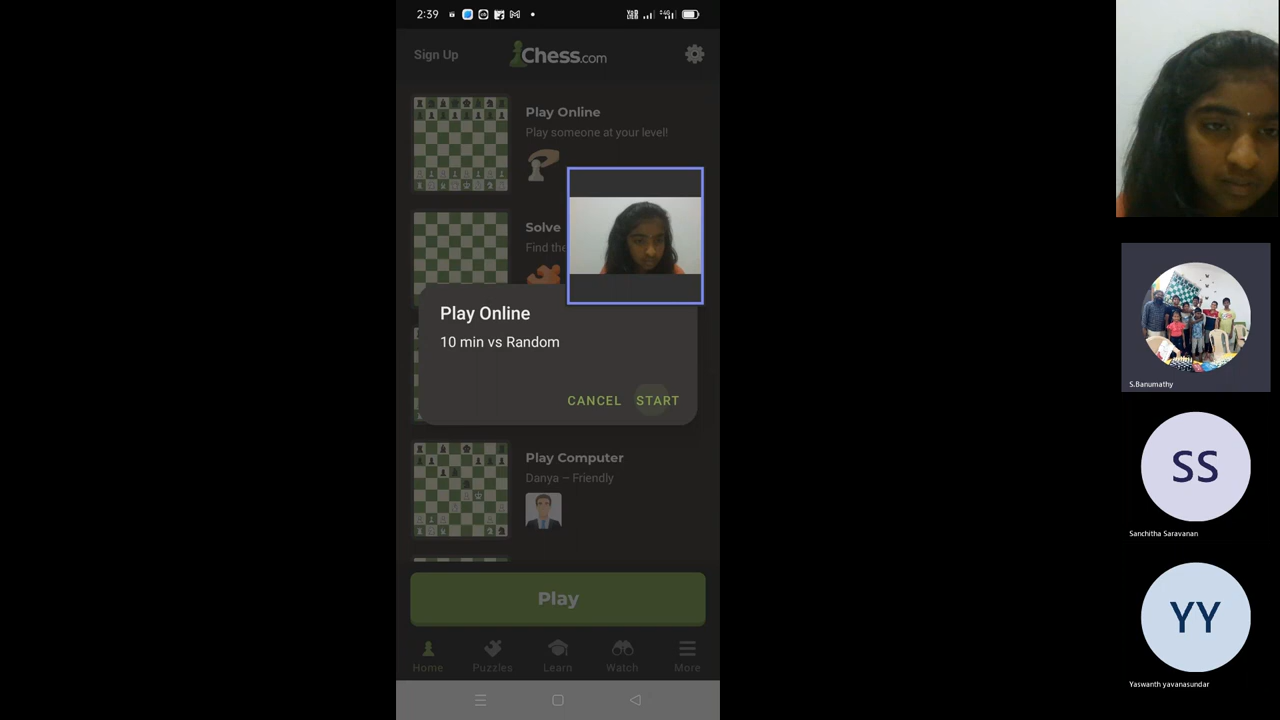 2:39
Sign Up
Chess.com
Play Online
Play someone at your level!
Solve
Find the
Play Online
10 min vs Random
CANCEL
START
Play Computer
Danya – Friendly
Play
Home
Puzzles
Learn
Watch
More
S.Banumathy
SS
Sanchitha Saravanan
YY
Yaswanth yavanasundar